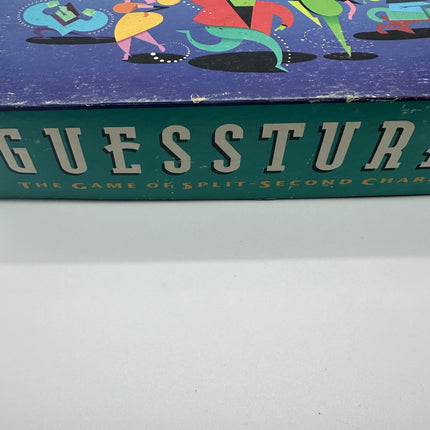 GUESSTUR
THE GAME OF SPLIT-SECOND CHAR